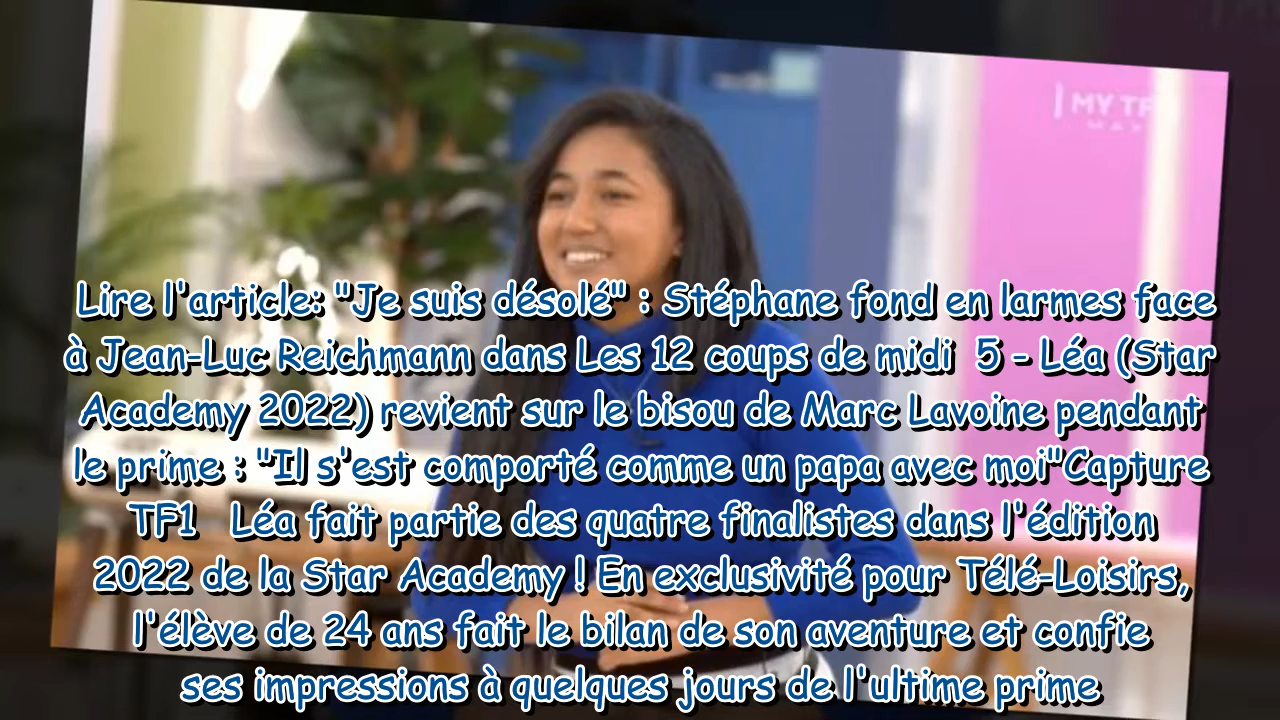 MY TF
MAX
Lire l'article: "Je suis désolé" : Stéphane fond en larmes face
à Jean-Luc Reichmann dans Les 12 coups de midi  5 - Léa (Star
Academy 2022) revient sur le bisou de Marc Lavoine pendant
le prime : "Il s'est comporté comme un papa avec moi"Capture
TF1   Léa fait partie des quatre finalistes dans l'édition
2022 de la Star Academy ! En exclusivité pour Télé-Loisirs,
l'élève de 24 ans fait le bilan de son aventure et confie
ses impressions à quelques jours de l'ultime prime